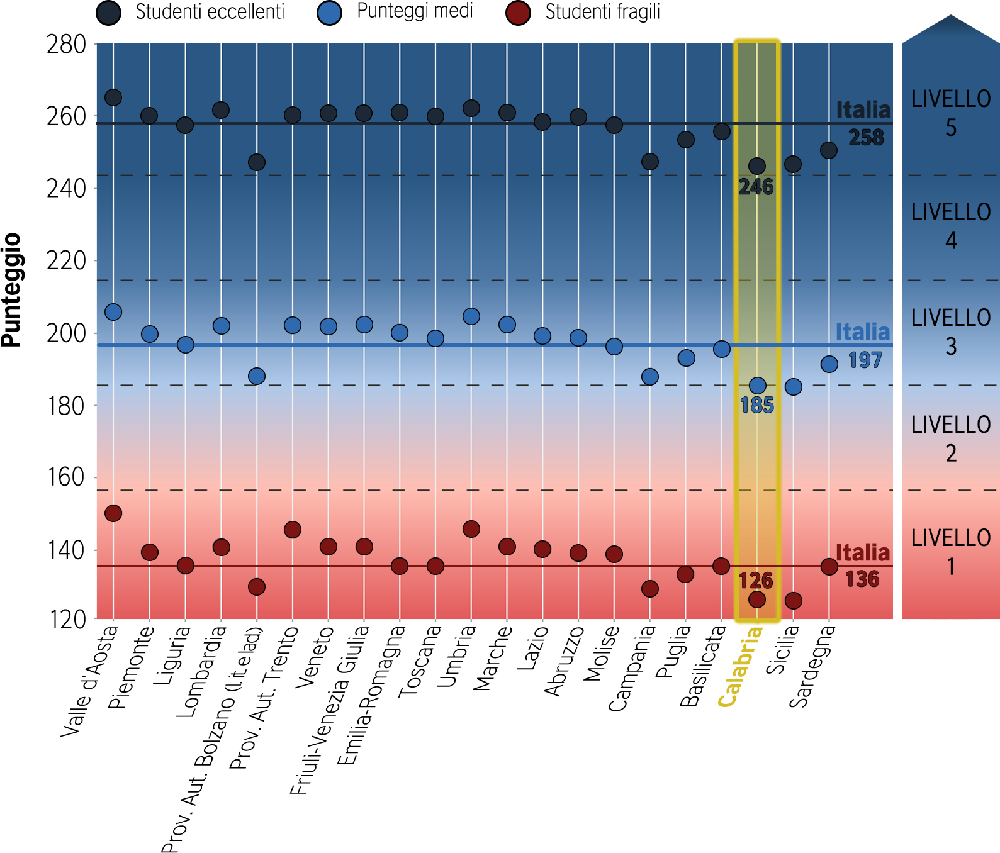 Studenti eccellenti
Punteggi medi
Studenti fragili
Punteggio
280
260
240
220
200
180
160
140
120
Italia
258
246
Italia
197
185
Italia
136
126
LIVELLO
5
LIVELLO
4
LIVELLO
3
LIVELLO
2
LIVELLO
1
Valle d'Aosta
Piemonte
Liguria
Lombardia
Prov. Aut. Bolzano (l.it e lad.)
Prov. Aut. Trento
Veneto
Friuli-Venezia Giulia
Emilia-Romagna
Toscana
Umbria
Marche
Lazio
Abruzzo
Molise
Campania
Puglia
Basilicata
Calabria
Sicilia
Sardegna